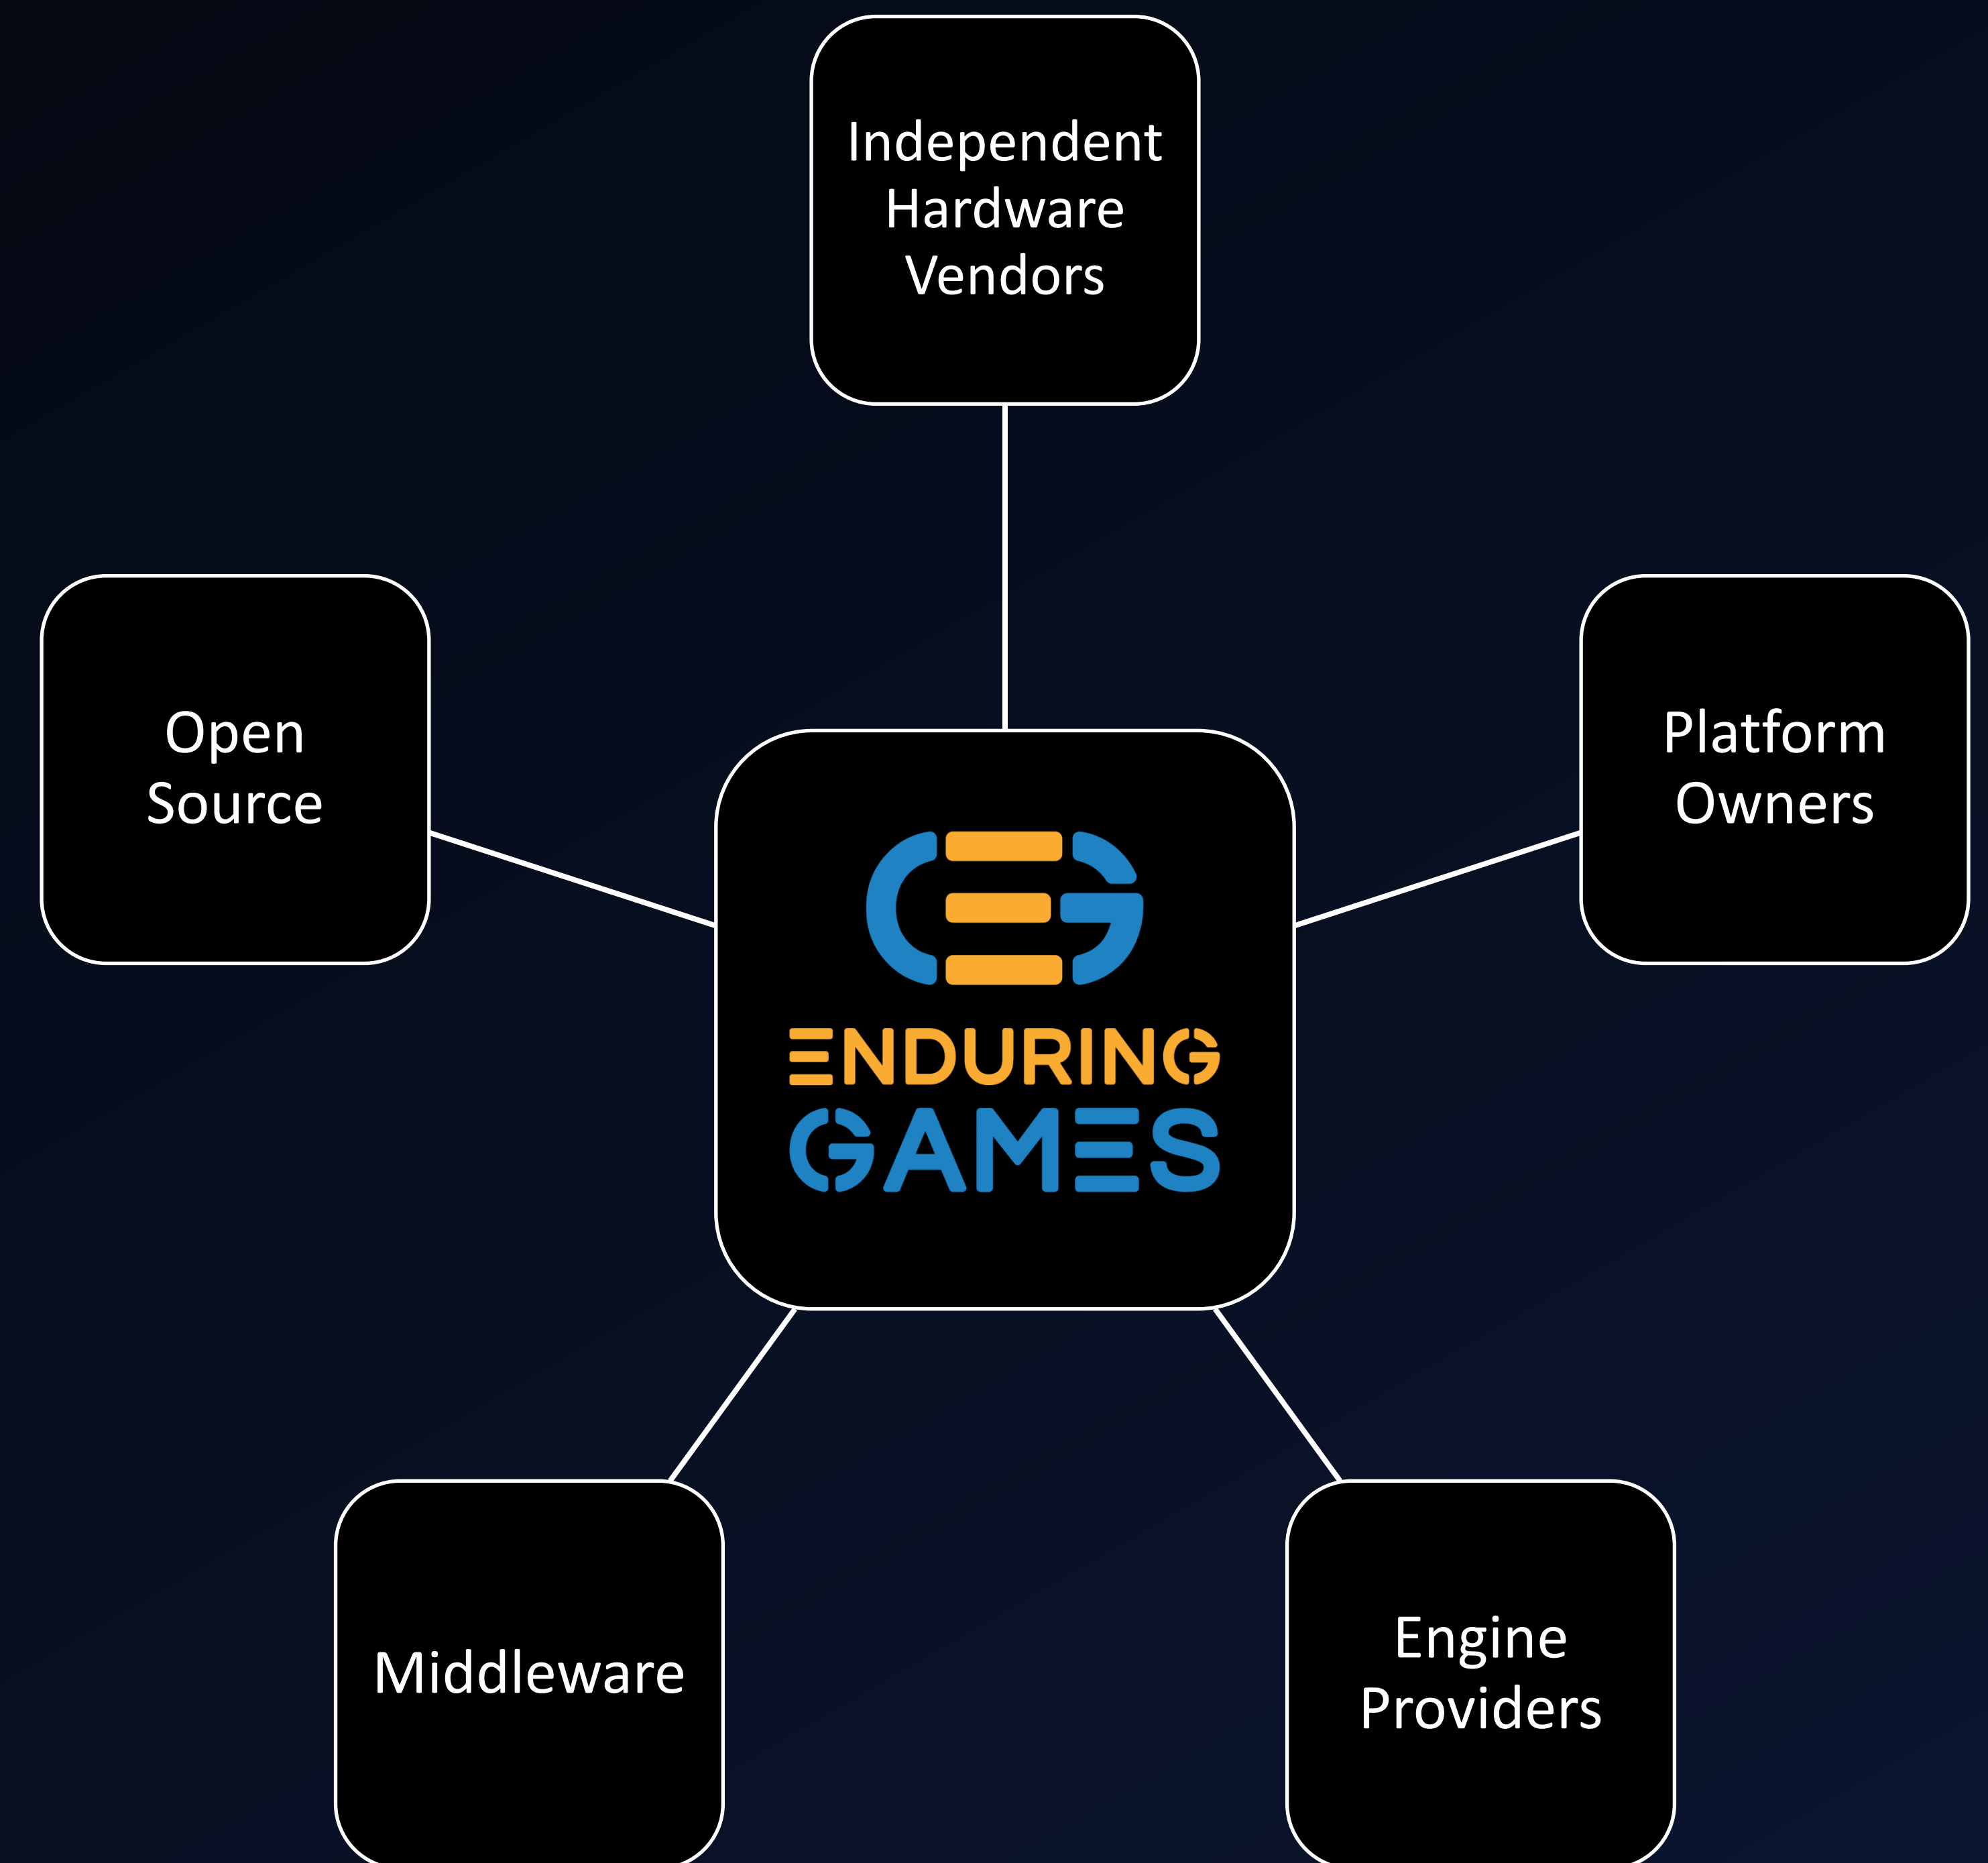 Independent
Hardware
Vendors
Open
Source
Platform
Owners
ENDURING
GAMES
Middleware
Engine
Providers